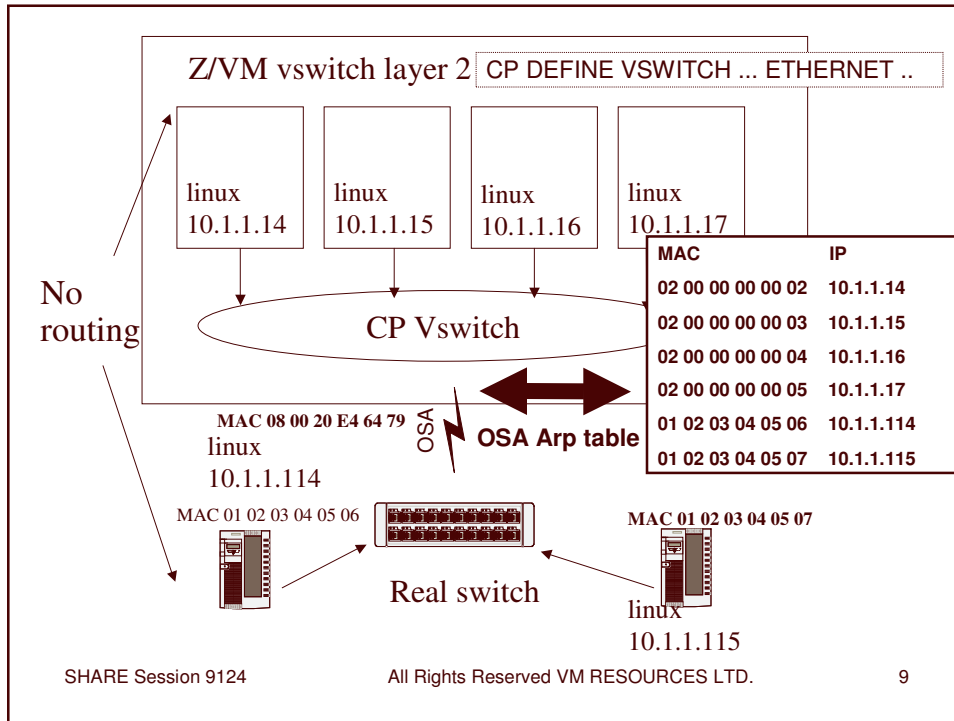 Z/VM vswitch layer 2
CP DEFINE VSWITCH ... ETHERNET ..
linux
10.1.1.14
linux
10.1.1.15
linux
10.1.1.16
linux
10.1.1.17
No
routing
CP Vswitch
MAC IP
02 00 00 00 00 02 10.1.1.14
02 00 00 00 00 03 10.1.1.15
02 00 00 00 00 04 10.1.1.16
02 00 00 00 00 05 10.1.1.17
01 02 03 04 05 06 10.1.1.114
01 02 03 04 05 07 10.1.1.115
MAC 08 00 20 E4 64 79
OSA
OSA Arp table
linux
10.1.1.114
MAC 01 02 03 04 05 06
MAC 01 02 03 04 05 07
Real switch
linux
10.1.1.115
SHARE Session 9124
All Rights Reserved VM RESOURCES LTD.
9